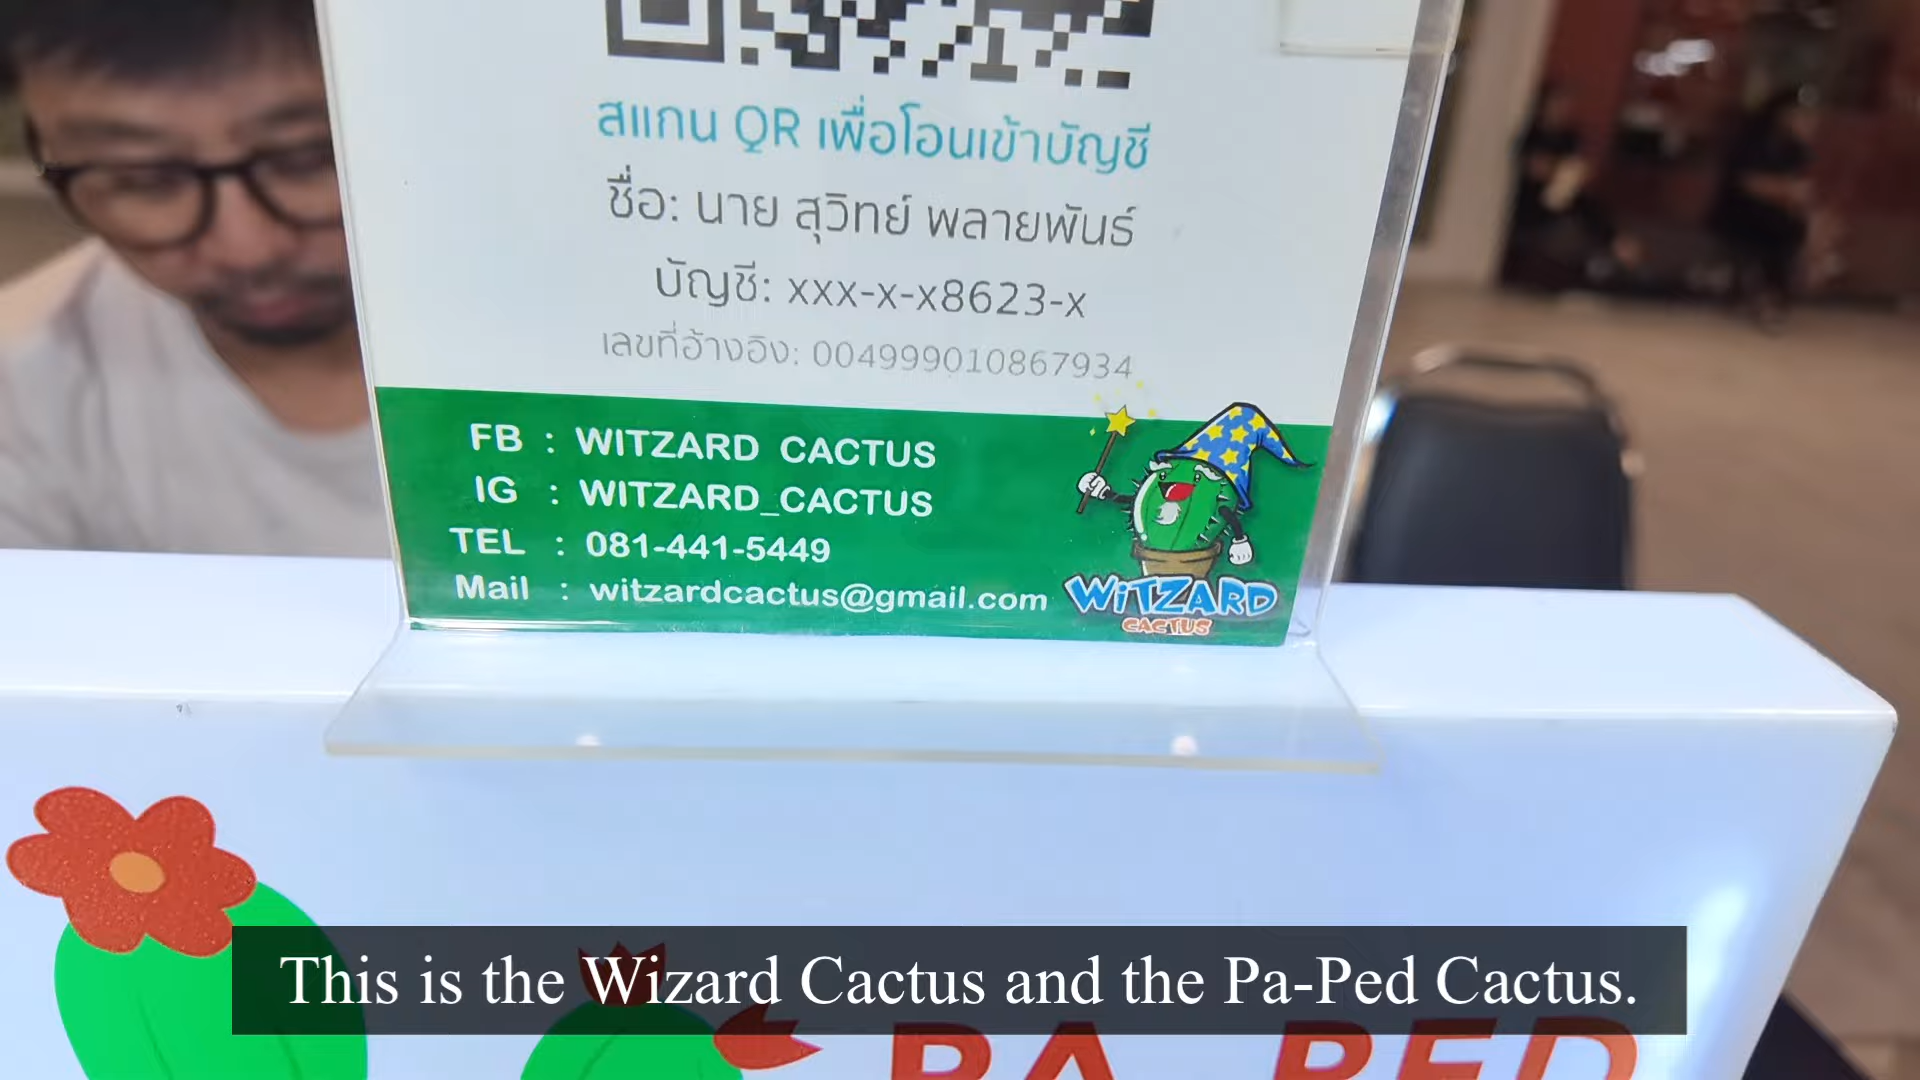 สแกน QR เพื่อโอนเข้าบัญชี
ชื่อ: นาย สุวิทย์ พลายพันธ์
บัญชี: xxx-x-x8623-x
เลขที่อ้างอิง: 004999010867934
FB : WITZARD CACTUS
IG : WITZARD_CACTUS
TEL : 081-441-5449
Mail : witzardcactus@gmail.com
WITZARD
CACTUS
This is the Wizard Cactus and the Pa-Ped Cactus.
PA PED